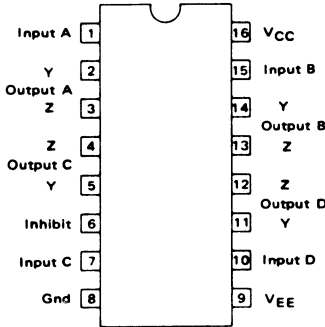 Input A 1
Y 2
Output A
Z 3
Z 4
Output C
Y 5
Inhibit 6
Input C 7
Gnd 8
16 VCC
15 Input B
14 Y
Output B
13 Z
12 Z
Output D
11 Y
10 Input D
9 VEE